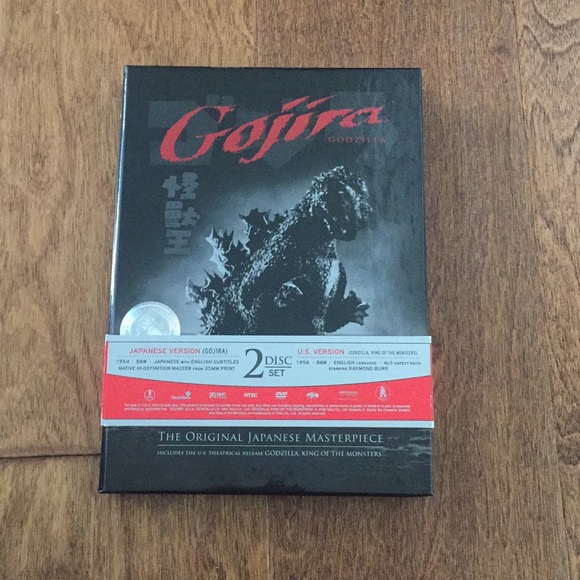 Gojira
GODZILLA
怪獣王
JAPANESE VERSION (GOJIRA)
1954 · B&W · JAPANESE WITH ENGLISH SUBTITLES
NATIVE HI-DEFINITION MASTER FROM 35MM PRINT
2 DISC SET
U.S. VERSION (GODZILLA, KING OF THE MONSTERS)
1956 · B&W · ENGLISH LANGUAGE · 4x3 ASPECT RATIO
STARRING RAYMOND BURR
NTSC
DVD
THE ORIGINAL JAPANESE MASTERPIECE
INCLUDES THE U.S. THEATRICAL RELEASE GODZILLA, KING OF THE MONSTERS